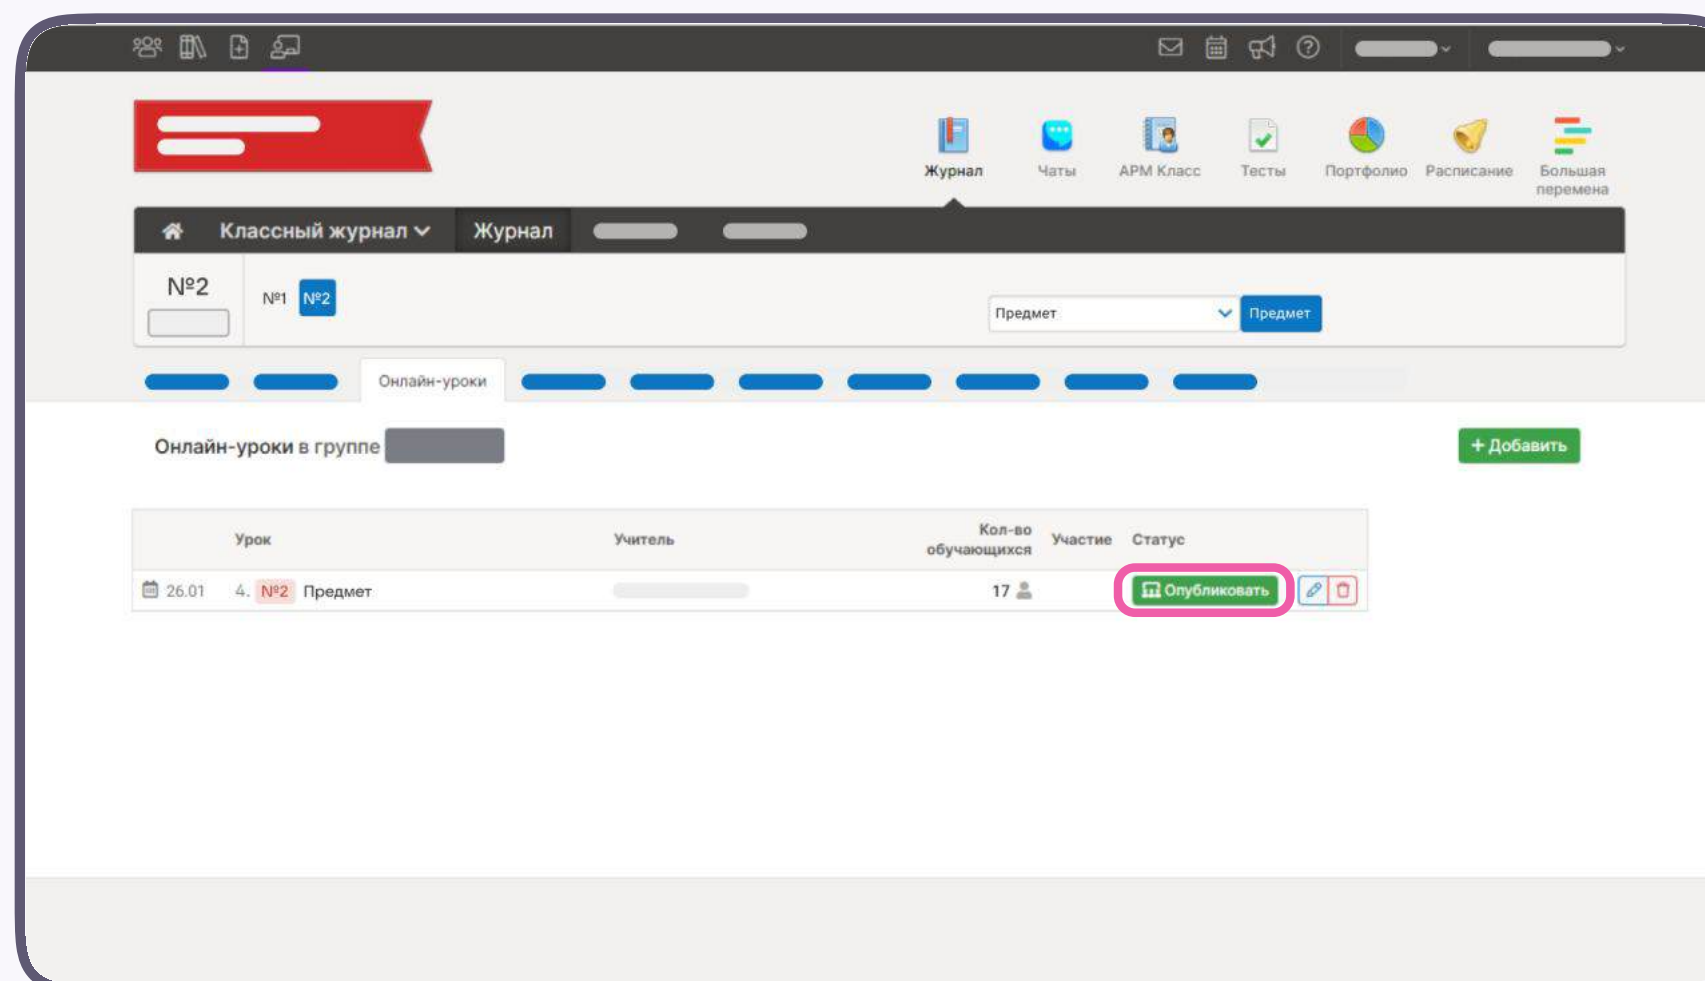 Журнал
Чаты
АРМ Класс
Тесты
Портфолио
Расписание
Большая
перемена
Классный журнал
Журнал
№2
№1 №2
Предмет
Предмет
Онлайн-уроки
Онлайн-уроки в группе
+ Добавить
Урок
Учитель
Кол-во
обучающихся
Участие
Статус
26.01
4. №2 Предмет
17
Опубликовать